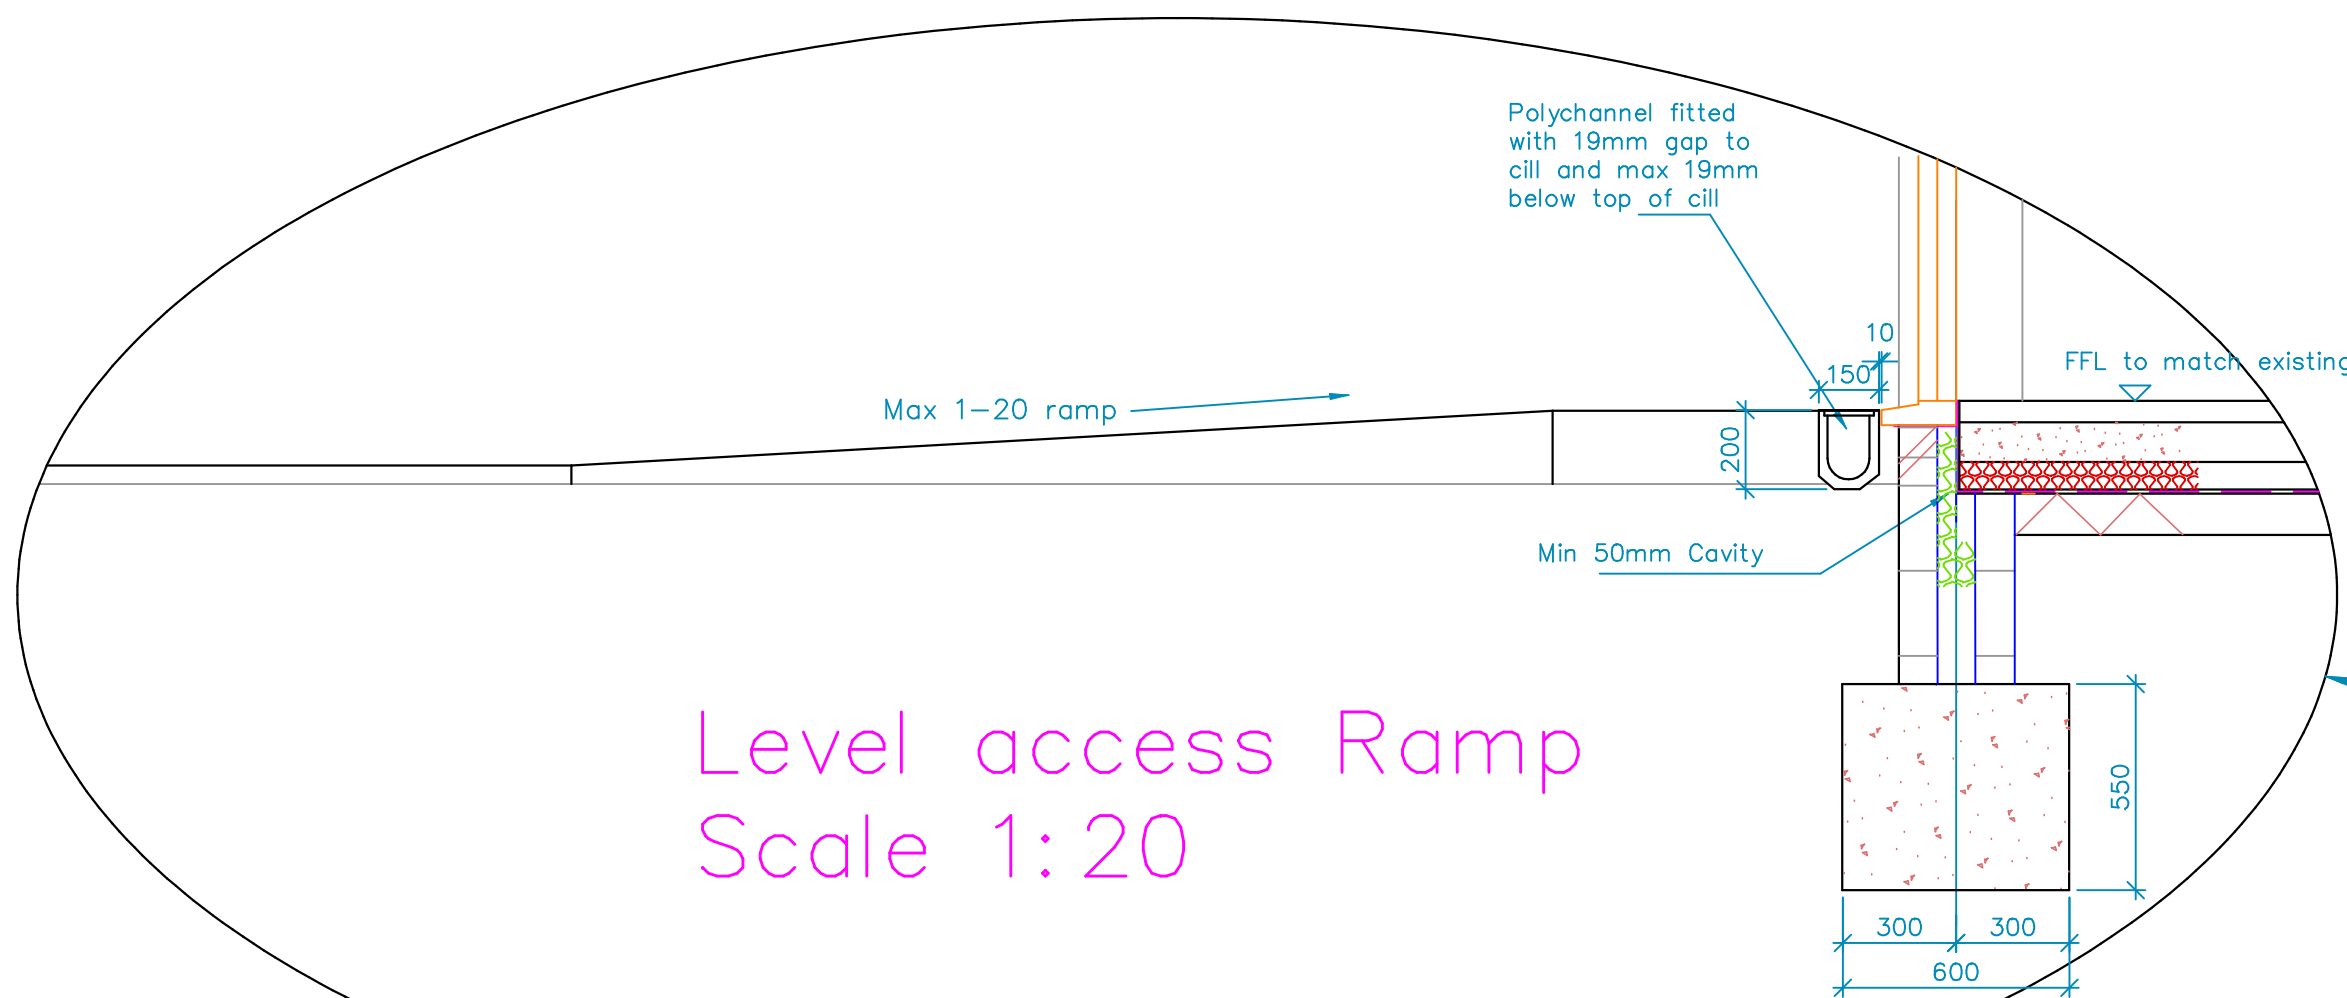 Polychannel fitted
with 19mm gap to
cill and max 19mm
below top of cill
10
150
FFL to match existing
Max 1-20 ramp
200
Min 50mm Cavity
Level access Ramp
Scale 1:20
550
300
300
600